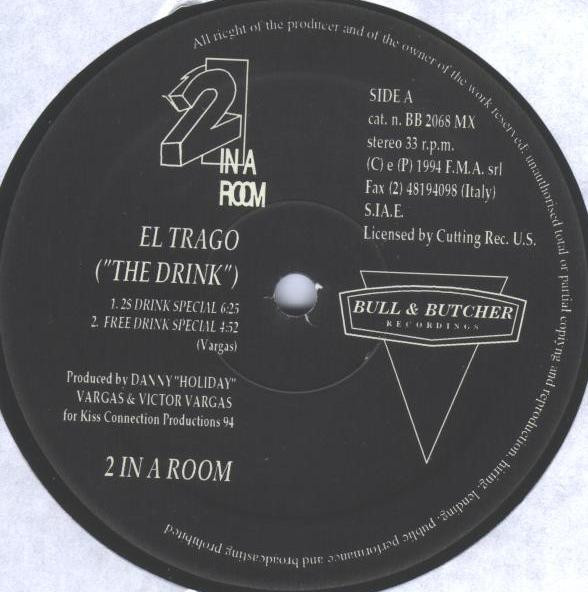 All ricght of the producer and of the owner of the work reserved; unauthorised total or partial copiyng and reproduction, hiring, lending, public performance and broadcasting prohibited
2
IN A
ROOM
SIDE A
cat. n. BB 2068 MX
stereo 33 r.p.m.
(C) e (P) 1994 F.M.A. srl
Fax (2) 48194098 (Italy)
S.I.A.E.
Licensed by Cutting Rec. U.S.
EL TRAGO
("THE DRINK")
1. 2S DRINK SPECIAL 6:25
2. FREE DRINK SPECIAL 4:52
(Vargas)
Produced by DANNY "HOLIDAY"
VARGAS & VICTOR VARGAS
for Kiss Connection Productions 94
2 IN A ROOM
BULL & BUTCHER
RECORDINGS